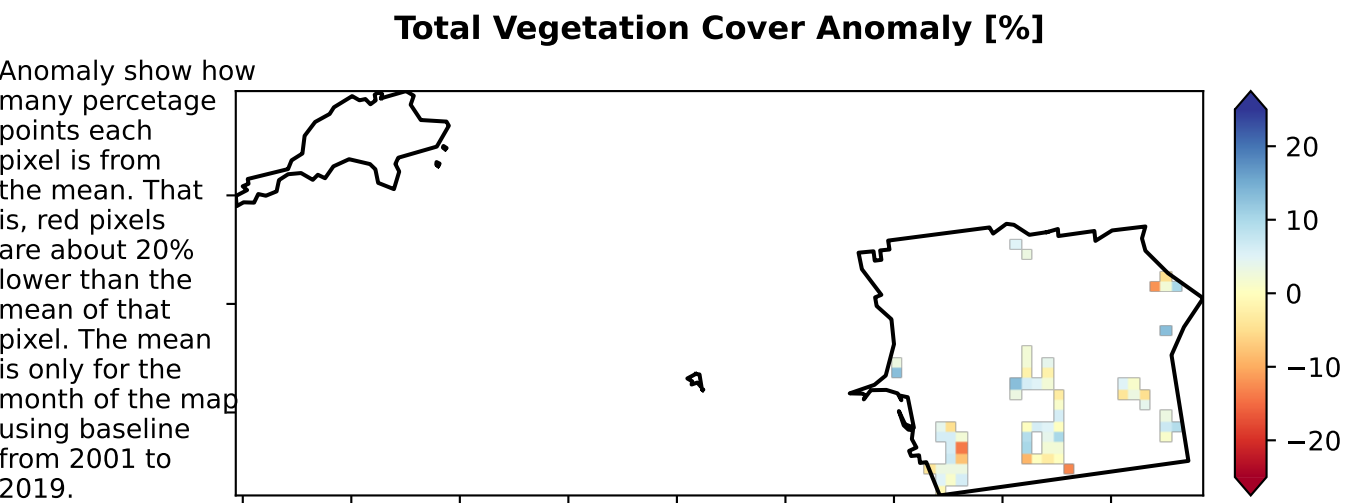 Total Vegetation Cover Anomaly [%]
Anomaly show how
many percetage
points each
pixel is from
the mean. That
is, red pixels
are about 20%
lower than the
mean of that
pixel. The mean
is only for the
month of the map
using baseline
from 2001 to
2019.
20
10
0
−10
−20